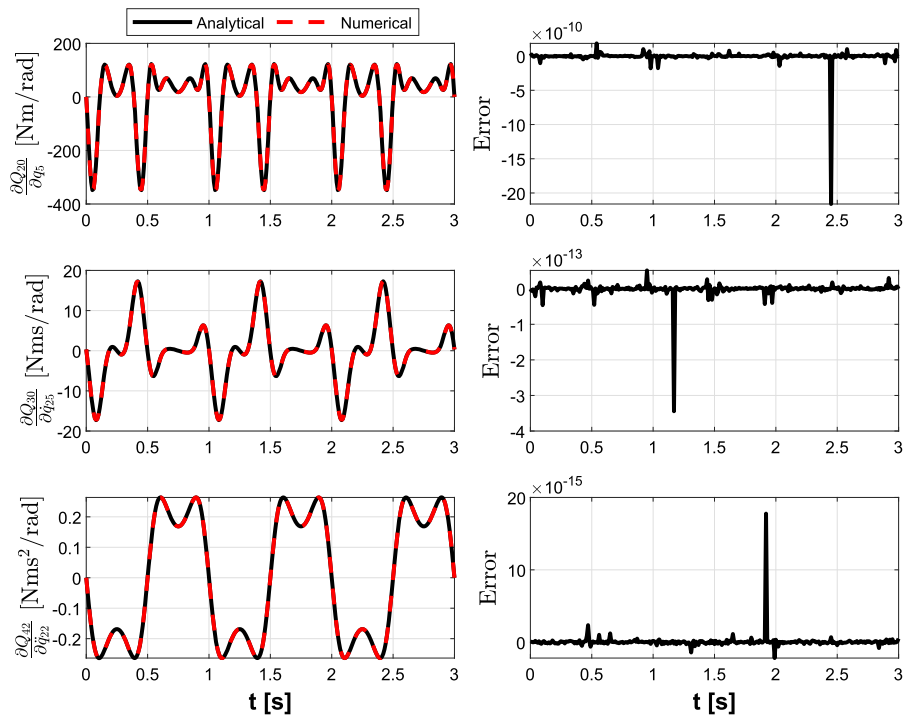 Analytical Numerical
∂Q₂₀/∂q₅ [Nm/rad]
200
0
-200
-400
0 0.5 1 1.5 2 2.5 3
×10⁻¹⁰
Error
0
-5
-10
-15
-20
0 0.5 1 1.5 2 2.5 3
∂Q₃₀/∂q̇₂₅ [Nms/rad]
20
10
0
-10
-20
0 0.5 1 1.5 2 2.5 3
×10⁻¹³
Error
0
-1
-2
-3
-4
0 0.5 1 1.5 2 2.5 3
∂Q₄₂/∂q̈₂₂ [Nms²/rad]
0.2
0.1
0
-0.1
-0.2
0 0.5 1 1.5 2 2.5 3
t [s]
×10⁻¹⁵
Error
20
15
10
5
0
0 0.5 1 1.5 2 2.5 3
t [s]